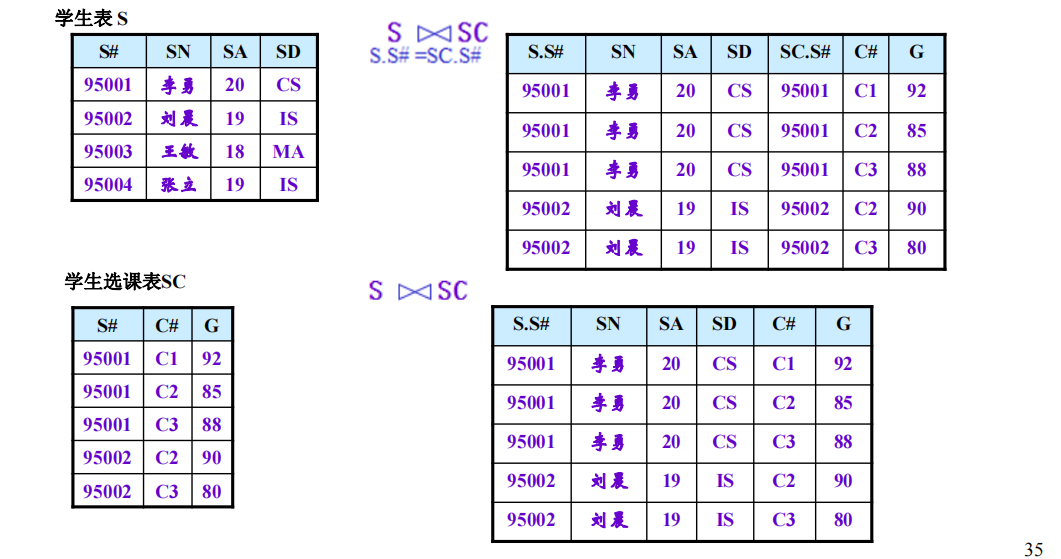 学生表 S
S# SN SA SD
95001 李勇 20 CS
95002 刘晨 19 IS
95003 王敏 18 MA
95004 张立 19 IS
S ⋈ SC
S.S# =SC.S#
S.S# SN SA SD SC.S# C# G
95001 李勇 20 CS 95001 C1 92
95001 李勇 20 CS 95001 C2 85
95001 李勇 20 CS 95001 C3 88
95002 刘晨 19 IS 95002 C2 90
95002 刘晨 19 IS 95002 C3 80
学生选课表SC
S# C# G
95001 C1 92
95001 C2 85
95001 C3 88
95002 C2 90
95002 C3 80
S ⋈ SC
S.S# SN SA SD C# G
95001 李勇 20 CS C1 92
95001 李勇 20 CS C2 85
95001 李勇 20 CS C3 88
95002 刘晨 19 IS C2 90
95002 刘晨 19 IS C3 80
35